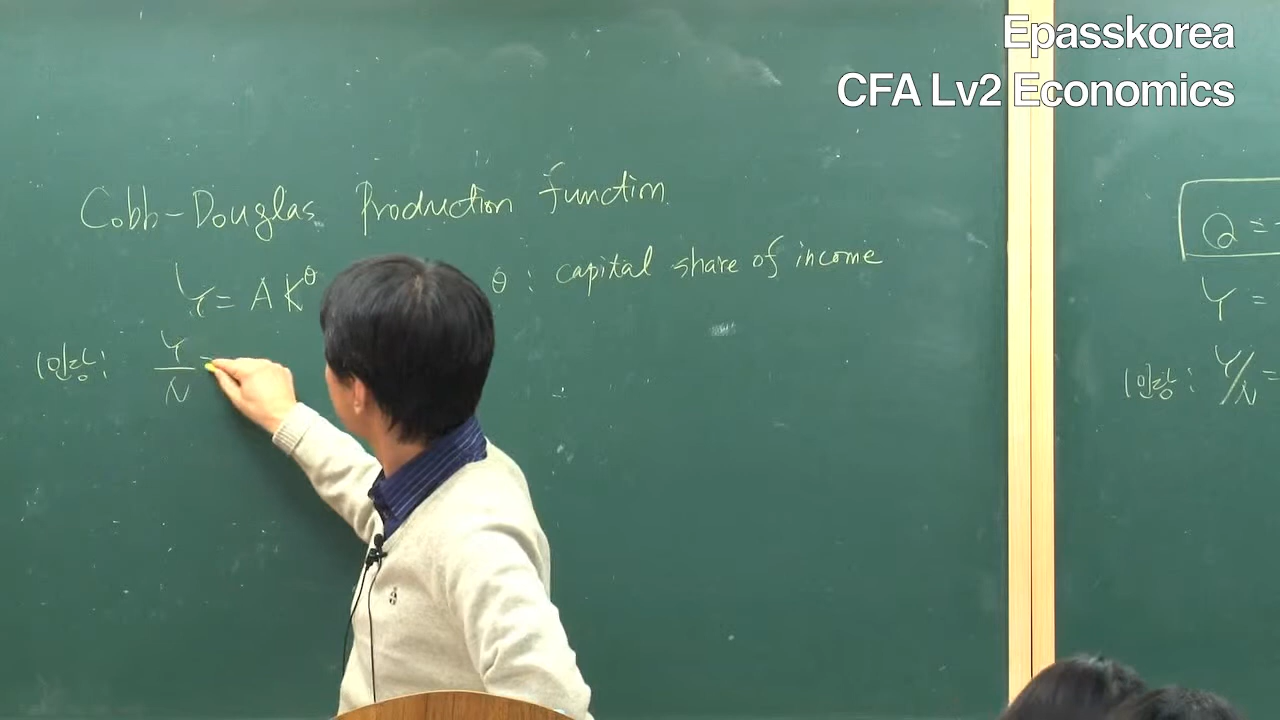 Epasskorea
CFA Lv2 Economics
Cobb-Douglas Production function
Y = A K^θ
θ : capital share of income
1인당: Y/N =
Q =
Y =
1인당: Y/N =